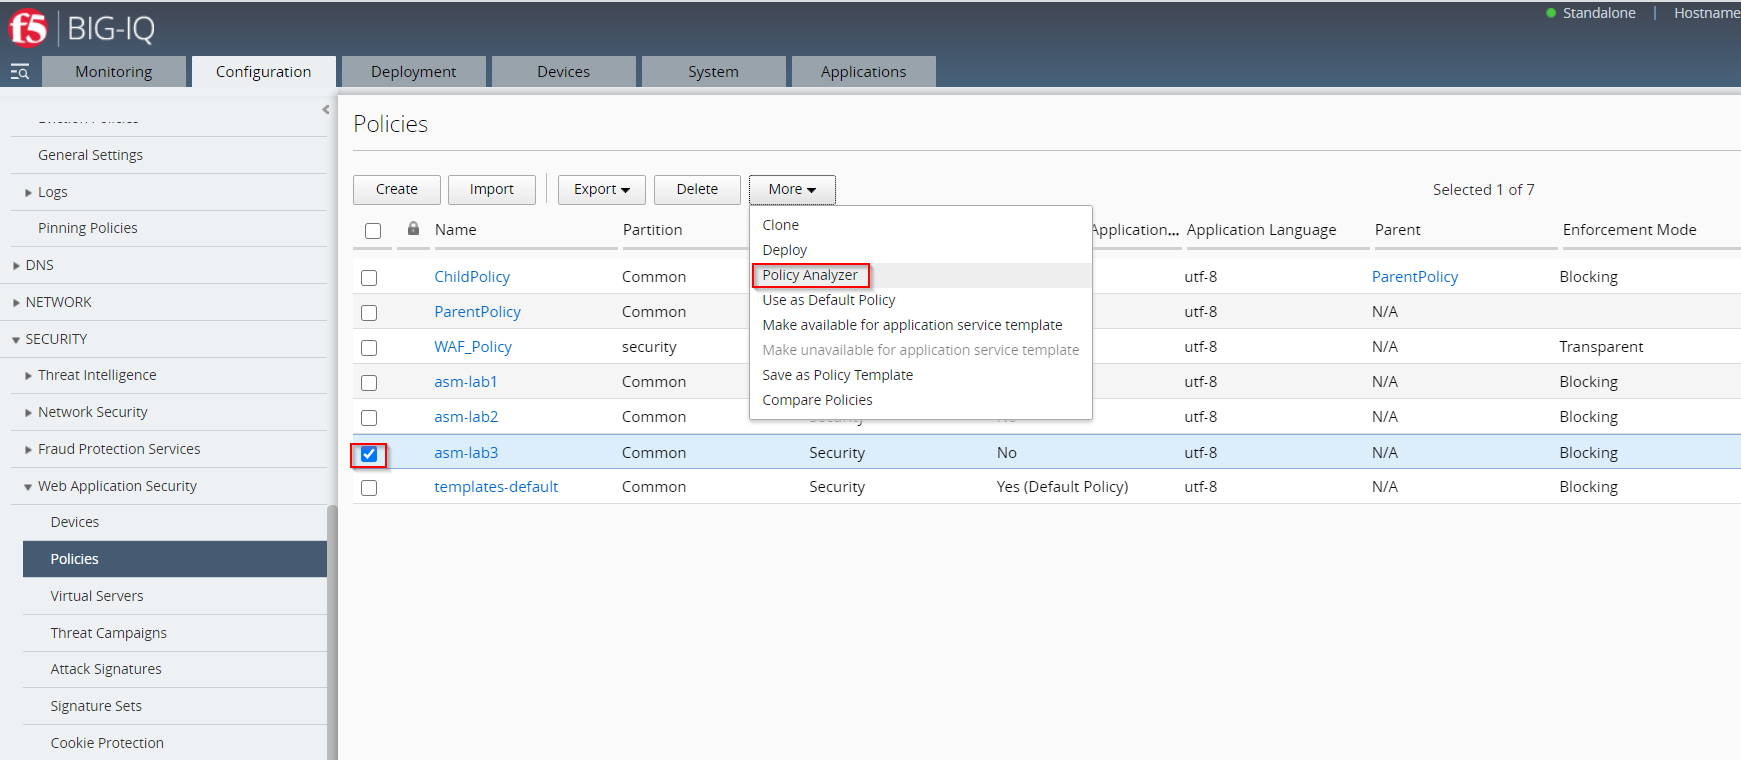 f5 BIG-IQ
Standalone | Hostname
Monitoring Configuration Deployment Devices System Applications
General Settings
Logs
Pinning Policies
DNS
NETWORK
SECURITY
Threat Intelligence
Network Security
Fraud Protection Services
Web Application Security
Devices
Policies
Virtual Servers
Threat Campaigns
Attack Signatures
Signature Sets
Cookie Protection
Policies
Create Import Export Delete More
Selected 1 of 7
Clone
Deploy
Policy Analyzer
Use as Default Policy
Make available for application service template
Make unavailable for application service template
Save as Policy Template
Compare Policies
Name Partition Application... Application Language Parent Enforcement Mode
ChildPolicy Common utf-8 ParentPolicy Blocking
ParentPolicy Common utf-8 N/A
WAF_Policy security utf-8 N/A Transparent
asm-lab1 Common utf-8 N/A Blocking
asm-lab2 Common Security No utf-8 N/A Blocking
asm-lab3 Common Security No utf-8 N/A Blocking
templates-default Common Security Yes (Default Policy) utf-8 N/A Blocking